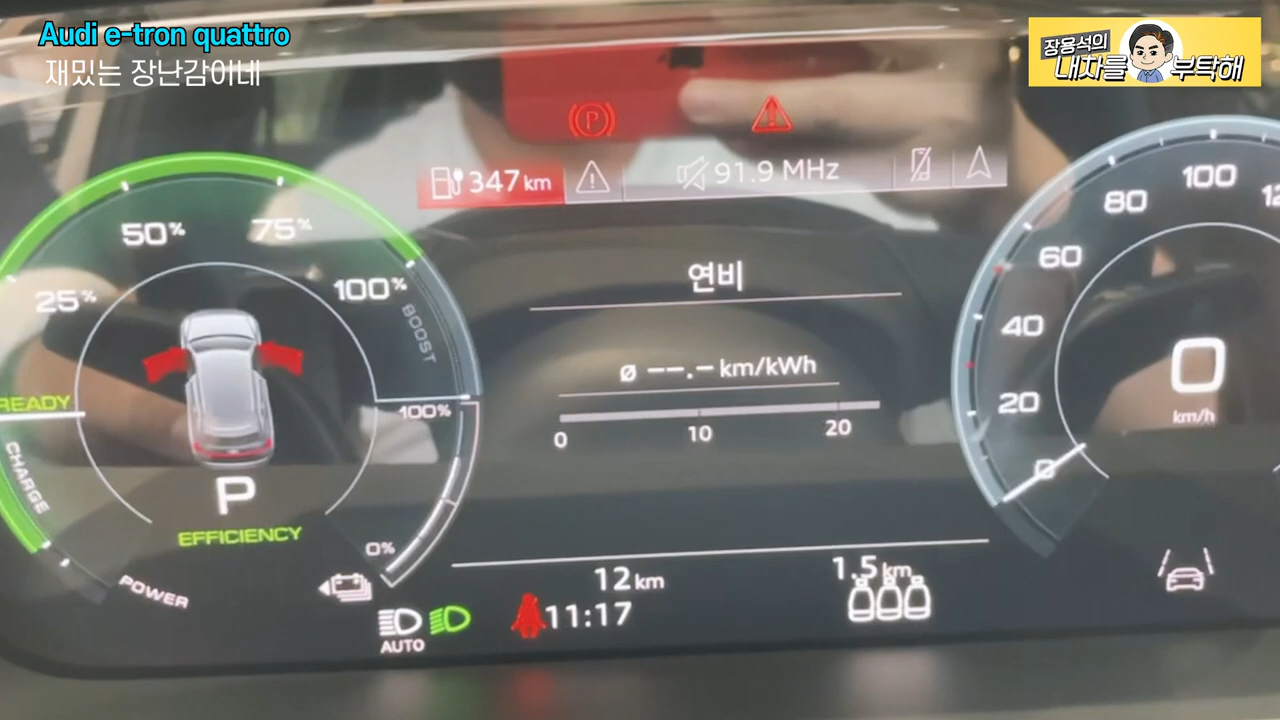 Audi e-tron quattro
재밌는 장난감이네
장용석의
내차를 부탁해
P
347 km
91.9 MHz
25%
50%
75%
100%
BOOST
100%
0%
READY
CHARGE
P
EFFICIENCY
POWER
연비
ø --.- km/kWh
0 10 20
12 km
1.5 km
AUTO
11:17
0
20
40
60
80
100
0
km/h